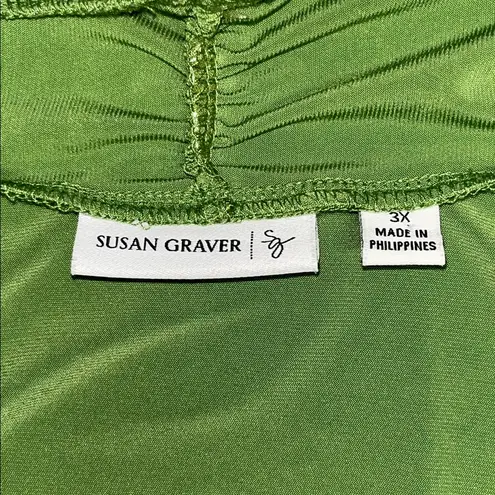 SUSAN GRAVER sg
3X
MADE IN
PHILIPPINES